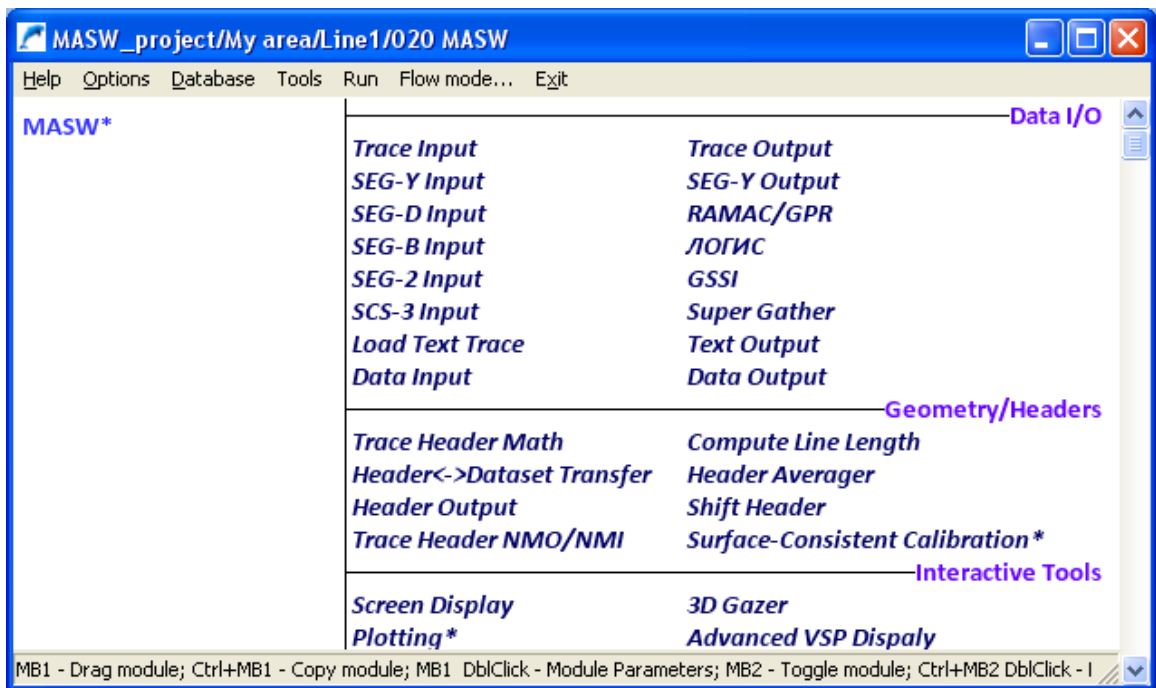 MASW_project/My area/Line1/020 MASW
Help Options Database Tools Run Flow mode... Exit
MASW*
Data I/O
Trace Input Trace Output
SEG-Y Input SEG-Y Output
SEG-D Input RAMAC/GPR
SEG-B Input ЛОГИС
SEG-2 Input GSSI
SCS-3 Input Super Gather
Load Text Trace Text Output
Data Input Data Output
Geometry/Headers
Trace Header Math Compute Line Length
Header<->Dataset Transfer Header Averager
Header Output Shift Header
Trace Header NMO/NMI Surface-Consistent Calibration*
Interactive Tools
Screen Display 3D Gazer
Plotting* Advanced VSP Dispaly
MB1 - Drag module; Ctrl+MB1 - Copy module; MB1 DblClick - Module Parameters; MB2 - Toggle module; Ctrl+MB2 DblClick -